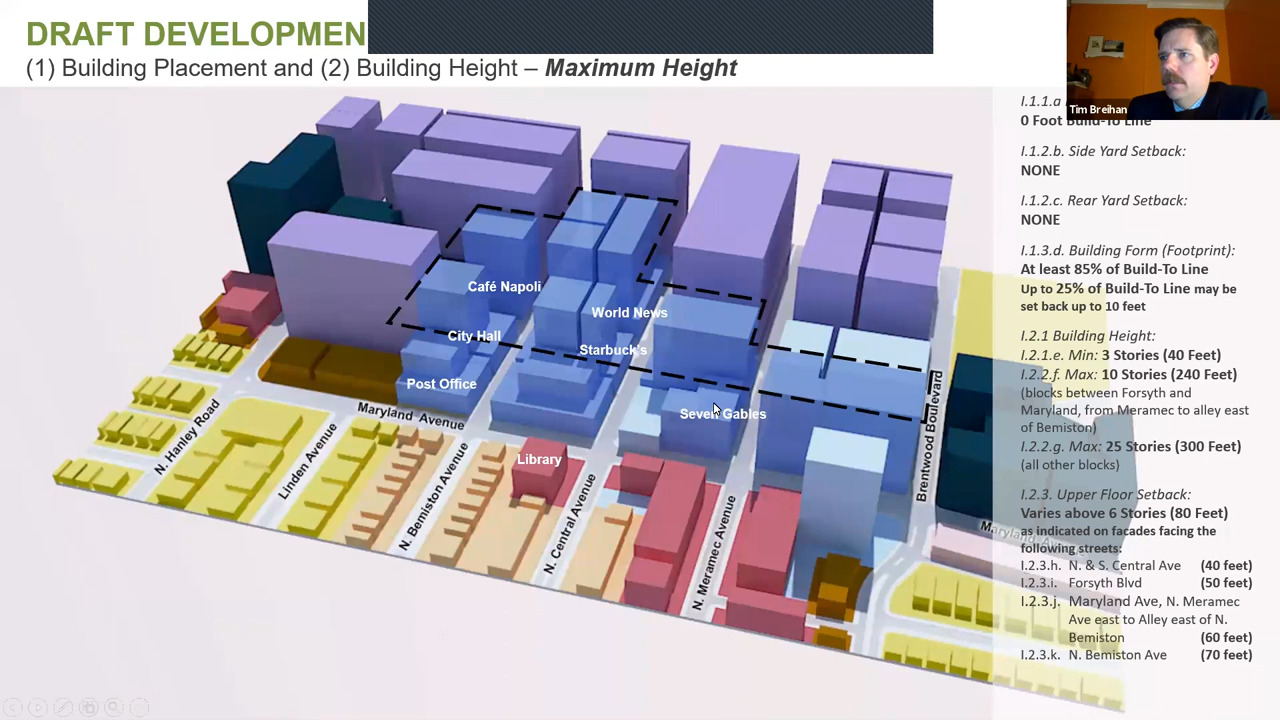 DRAFT DEVELOPMEN
(1) Building Placement and (2) Building Height – Maximum Height
Tim Breihan
I.1.1.a
0 Foot Build-To Line
I.1.2.b. Side Yard Setback:
NONE
I.1.2.c. Rear Yard Setback:
NONE
I.1.3.d. Building Form (Footprint):
At least 85% of Build-To Line
Up to 25% of Build-To Line may be
set back up to 10 feet
I.2.1 Building Height:
I.2.1.e. Min: 3 Stories (40 Feet)
I.2.2.f. Max: 10 Stories (240 Feet)
(blocks between Forsyth and
Maryland, from Meramec to alley east
of Bemiston)
I.2.2.g. Max: 25 Stories (300 Feet)
(all other blocks)
I.2.3. Upper Floor Setback:
Varies above 6 Stories (80 Feet)
as indicated on facades facing the
following streets:
I.2.3.h. N. & S. Central Ave (40 feet)
I.2.3.i. Forsyth Blvd (50 feet)
I.2.3.j. Maryland Ave, N. Meramec
Ave east to Alley east of N.
Bemiston (60 feet)
I.2.3.k. N. Bemiston Ave (70 feet)
Café Napoli
World News
City Hall
Starbuck's
Post Office
Seven Gables
Maryland Avenue
Library
N. Hanley Road
Linden Avenue
N. Bemiston Avenue
N. Central Avenue
N. Meramec Avenue
Brentwood Boulevard
Maryland